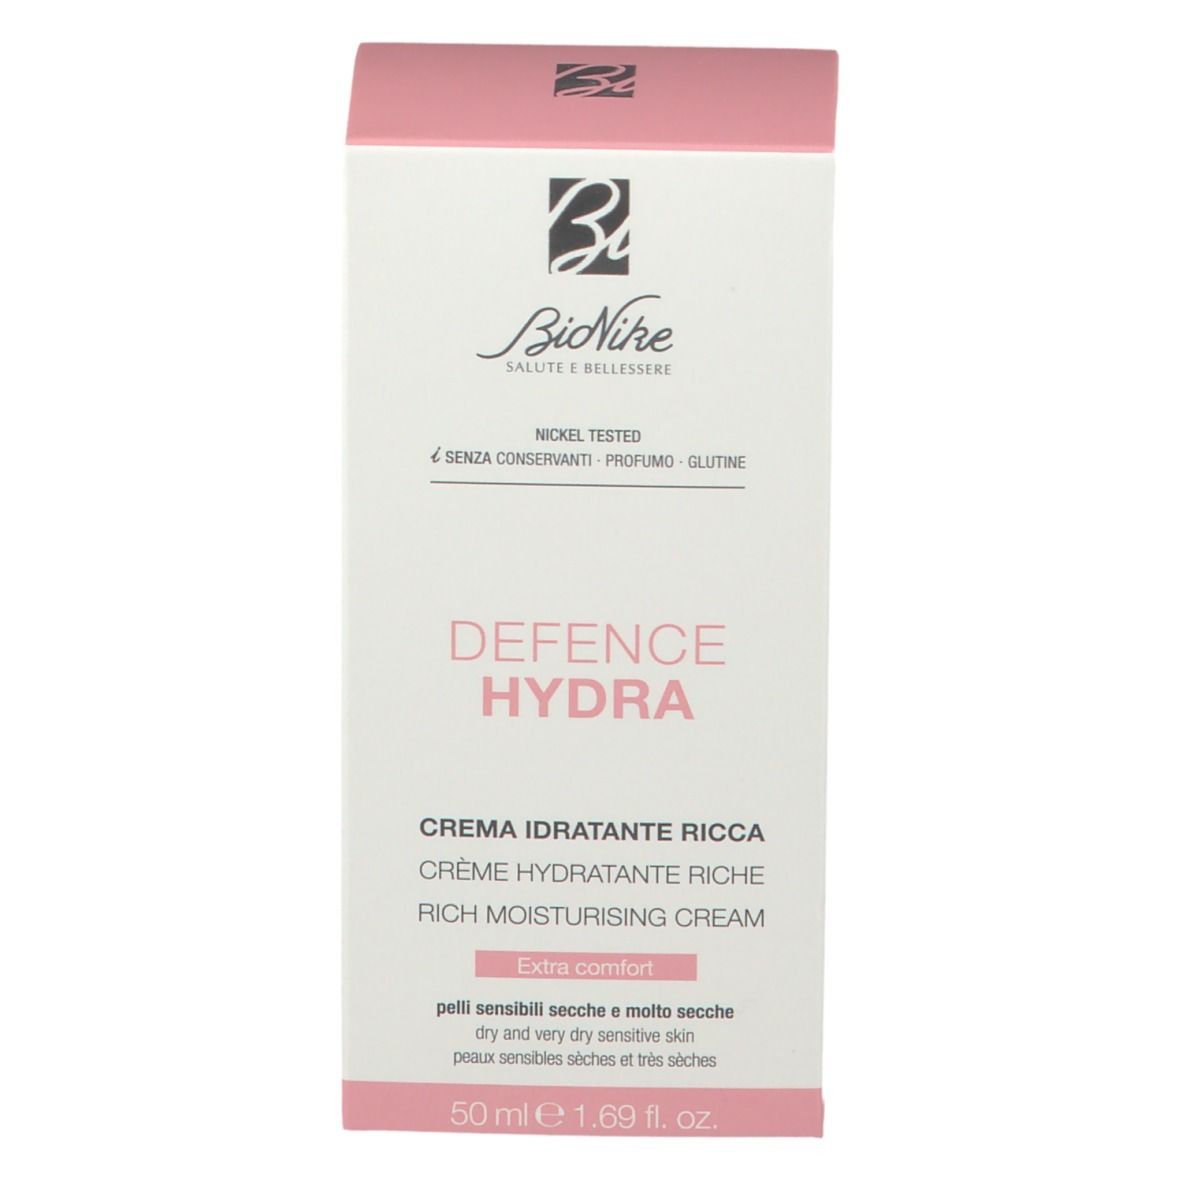 Bi
Bi
BioNike
SALUTE E BELLESSERE
NICKEL TESTED
i SENZA CONSERVANTI · PROFUMO · GLUTINE
DEFENCE
HYDRA
CREMA IDRATANTE RICCA
CRÈME HYDRATANTE RICHE
RICH MOISTURISING CREAM
Extra comfort
pelli sensibili secche e molto secche
dry and very dry sensitive skin
peaux sensibles sèches et très sèches
50 ml ℮ 1.69 fl. oz.